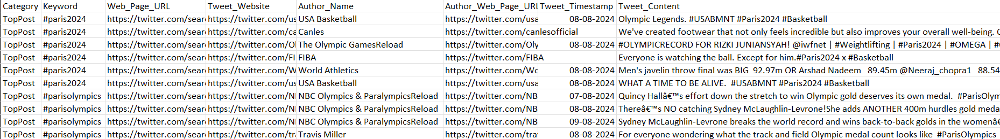 Category Keyword Web_Page_URL Tweet_Website Author_Name Author_Web_Page_URL Tweet_Timestamp Tweet_Content
TopPost #paris2024 https://twitter.com/sear https://twitter.com/us USA Basketball https://twitter.com/usa 08-08-2024 Olympic Legends. #USABMNT #Paris2024 #Basketball
TopPost #paris2024 https://twitter.com/sear https://twitter.com/ca Canles https://twitter.com/canlesofficial We've created footwear that not only feels incredible but also improves your overall well-being.
TopPost #paris2024 https://twitter.com/sear https://twitter.com/Ol The Olympic GamesReload https://twitter.com/Oly 08-08-2024 #OLYMPICRECORD FOR RIZKI JUNIANSYAH! @iwfnet | #Weightlifting | #Paris2024 | #OMEGA |
TopPost #paris2024 https://twitter.com/sear https://twitter.com/FI FIBA https://twitter.com/FIBA Everyone is watching the ball. Except for him.#Paris2024 x #Basketball
TopPost #paris2024 https://twitter.com/sear https://twitter.com/W World Athletics https://twitter.com/Wo 08-08-2024 Men's javelin throw final was BIG 92.97m OR Arshad Nadeem 89.45m @Neeraj_chopra1 88.54
TopPost #paris2024 https://twitter.com/sear https://twitter.com/us USA Basketball https://twitter.com/usa 08-08-2024 WHAT A TIME TO BE ALIVE. #USABMNT #Paris2024 #Basketball
TopPost #parisolympics https://twitter.com/sear https://twitter.com/NI NBC Olympics & ParalympicsReload https://twitter.com/NB 07-08-2024 Quincy Hallâ€™s effort down the stretch to win Olympic gold deserves its own medal. #ParisOlym
TopPost #parisolympics https://twitter.com/sear https://twitter.com/NI NBC Olympics & ParalympicsReload https://twitter.com/NB 08-08-2024 Thereâ€™s NO catching Sydney McLaughlin-Levrone!She adds ANOTHER 400m hurdles gold meda
TopPost #parisolympics https://twitter.com/sear https://twitter.com/NI NBC Olympics & ParalympicsReload https://twitter.com/NB 09-08-2024 Sydney McLaughlin-Levrone breaks the world record and wins back-to-back golds in the womenâ€
TopPost #parisolympics https://twitter.com/sear https://twitter.com/tra Travis Miller https://twitter.com/tra 08-08-2024 For everyone wondering what the track and field Olympic medal count looks like #ParisOlympics